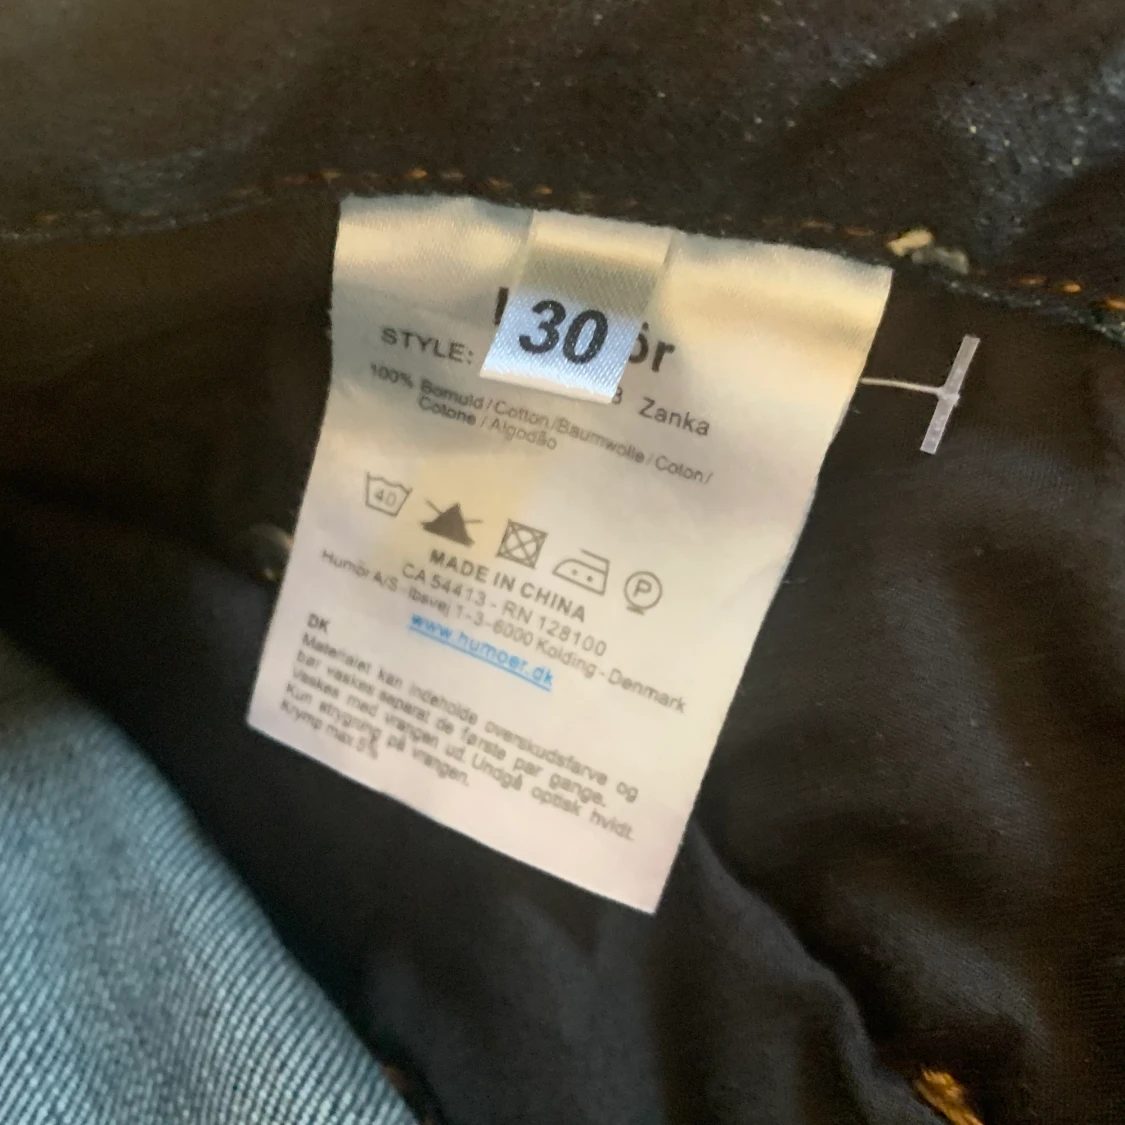 30
ör
STYLE:
Zanka
100% Bomuld/Cotton/Baumwolle/Coton/
Cotone/Algodão
40
P
MADE IN CHINA
CA 54413 - RN 128100
Humör A/S - Ibsvej 1-3-6000 Kolding - Denmark
www.humoer.dk
DK
Materialet kan indeholde overskudsfarve og
bør vaskes separat de første par gange.
Vaskes med vrangen ud. Undgå optisk hvidt.
Kun strygning på vrangen.
Krymp max 5%